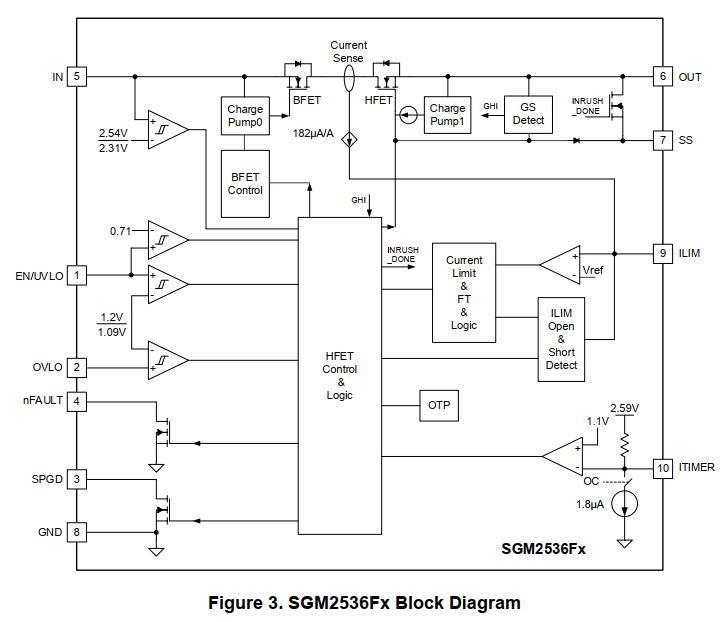 IN
5
Current
Sense
BFET
HFET
6
OUT
Charge
Pump0
Charge
Pump1
GHI
GS
Detect
INRUSH
_DONE
2.54V
2.31V
182µA/A
7
SS
BFET
Control
GHI
0.71
INRUSH
_DONE
EN/UVLO
1
Current
Limit
&
FT
&
Logic
Vref
9
ILIM
1.2V
1.09V
ILIM
Open
&
Short
Detect
OVLO
2
HFET
Control
&
Logic
nFAULT
4
OTP
2.59V
1.1V
10
ITIMER
SPGD
3
OC
1.8µA
GND
8
SGM2536Fx
Figure 3. SGM2536Fx Block Diagram